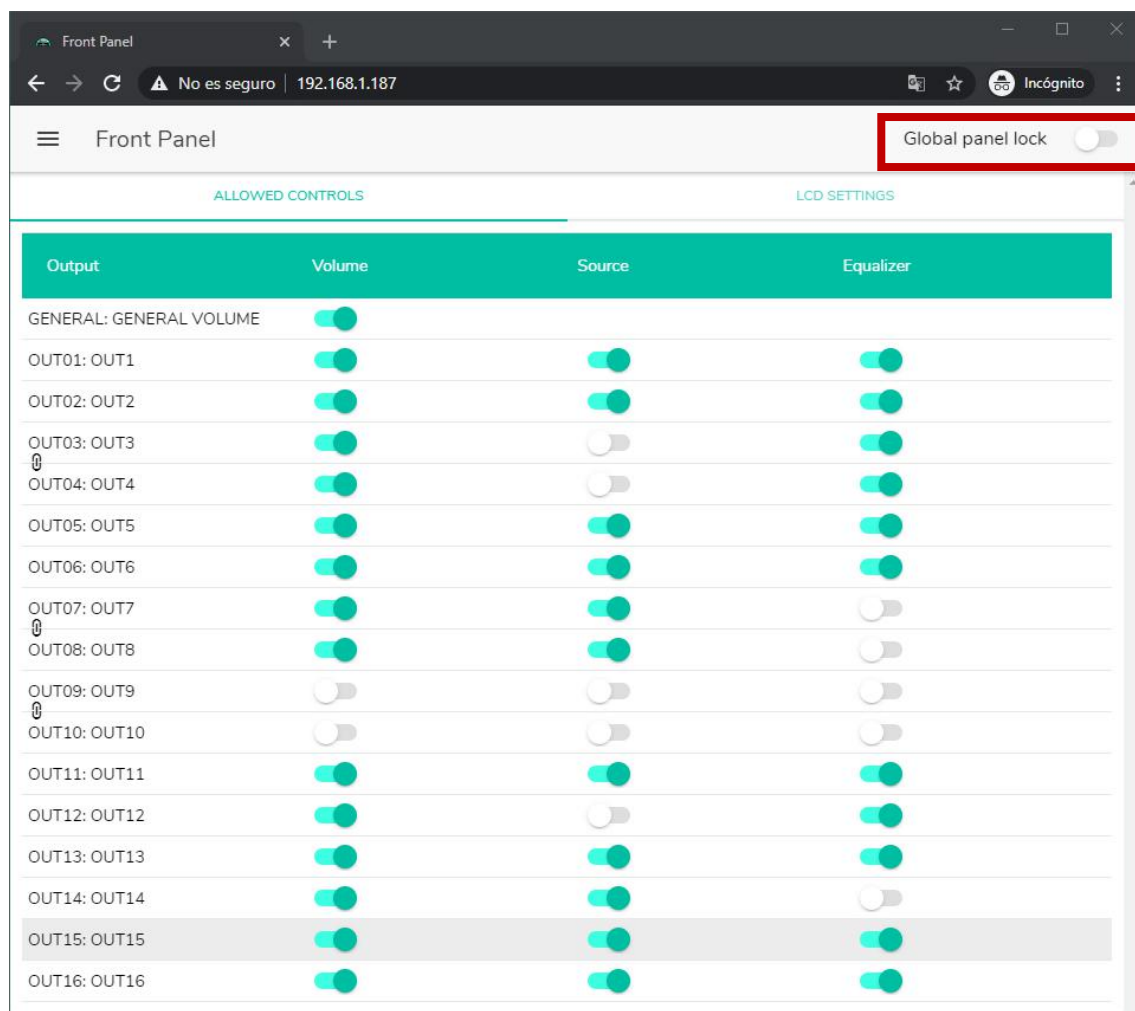 Front Panel
No es seguro 192.168.1.187 Incógnito
Front Panel Global panel lock
ALLOWED CONTROLS LCD SETTINGS
Output Volume Source Equalizer
GENERAL: GENERAL VOLUME
OUT01: OUT1
OUT02: OUT2
OUT03: OUT3
OUT04: OUT4
OUT05: OUT5
OUT06: OUT6
OUT07: OUT7
OUT08: OUT8
OUT09: OUT9
OUT10: OUT10
OUT11: OUT11
OUT12: OUT12
OUT13: OUT13
OUT14: OUT14
OUT15: OUT15
OUT16: OUT16